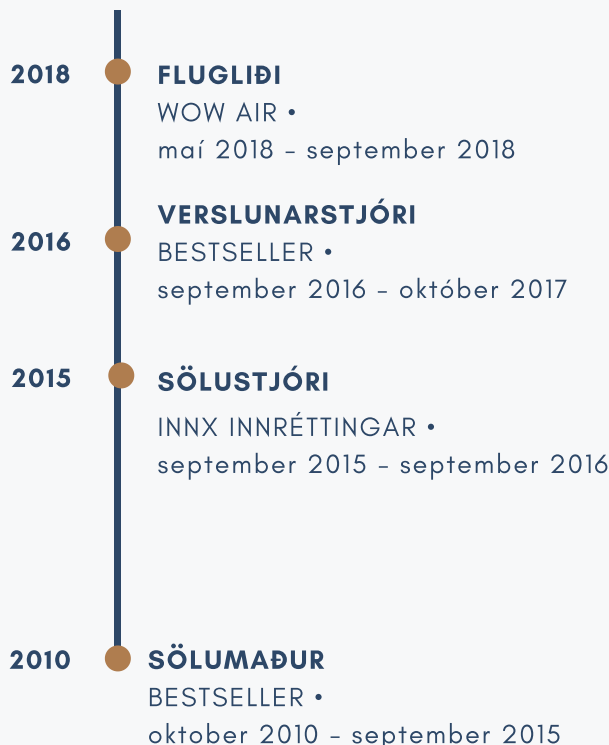 2018
FLUGLIÐI
WOW AIR •
maí 2018 – september 2018
2016
VERSLUNARSTJÓRI
BESTSELLER •
september 2016 – október 2017
2015
SÖLUSTJÓRI
INNX INNRÉTTINGAR •
september 2015 – september 2016
2010
SÖLUMAÐUR
BESTSELLER •
oktober 2010 – september 2015